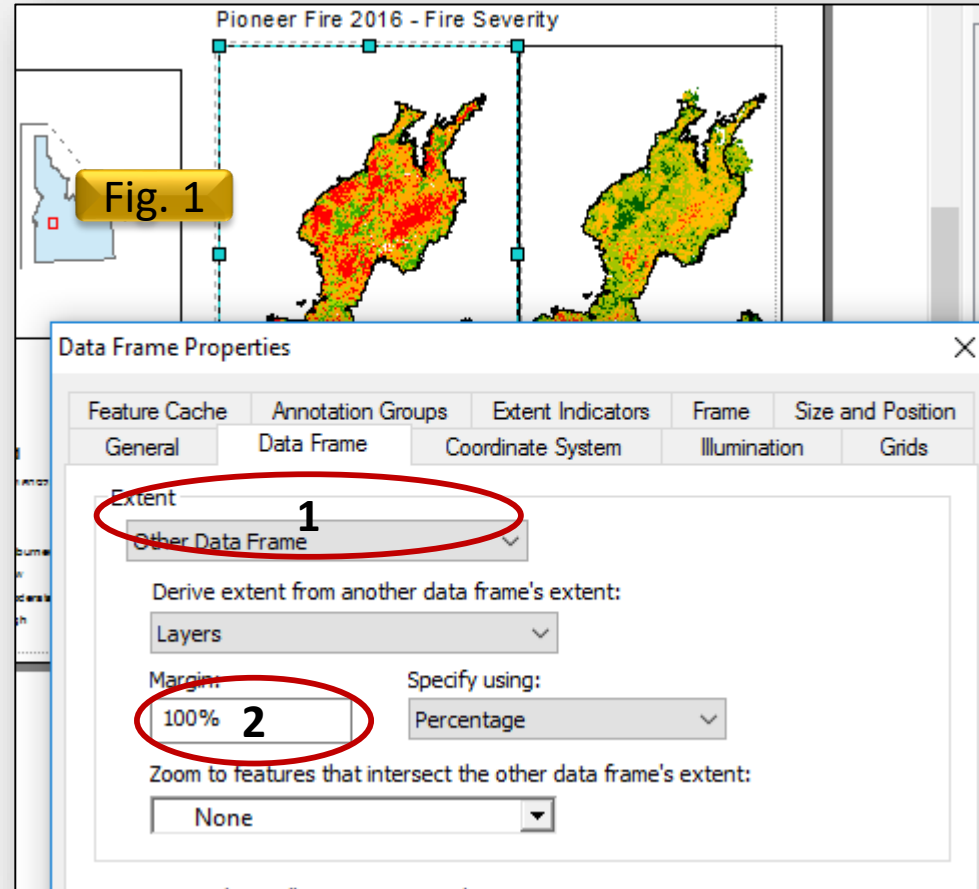 Pioneer Fire 2016 - Fire Severity
Fig. 1
Data Frame Properties
Feature Cache Annotation Groups Extent Indicators Frame Size and Position
General Data Frame Coordinate System Illumination Grids
Extent
1
Other Data Frame
Derive extent from another data frame's extent:
Layers
Margin: Specify using:
100% 2 Percentage
Zoom to features that intersect the other data frame's extent:
None